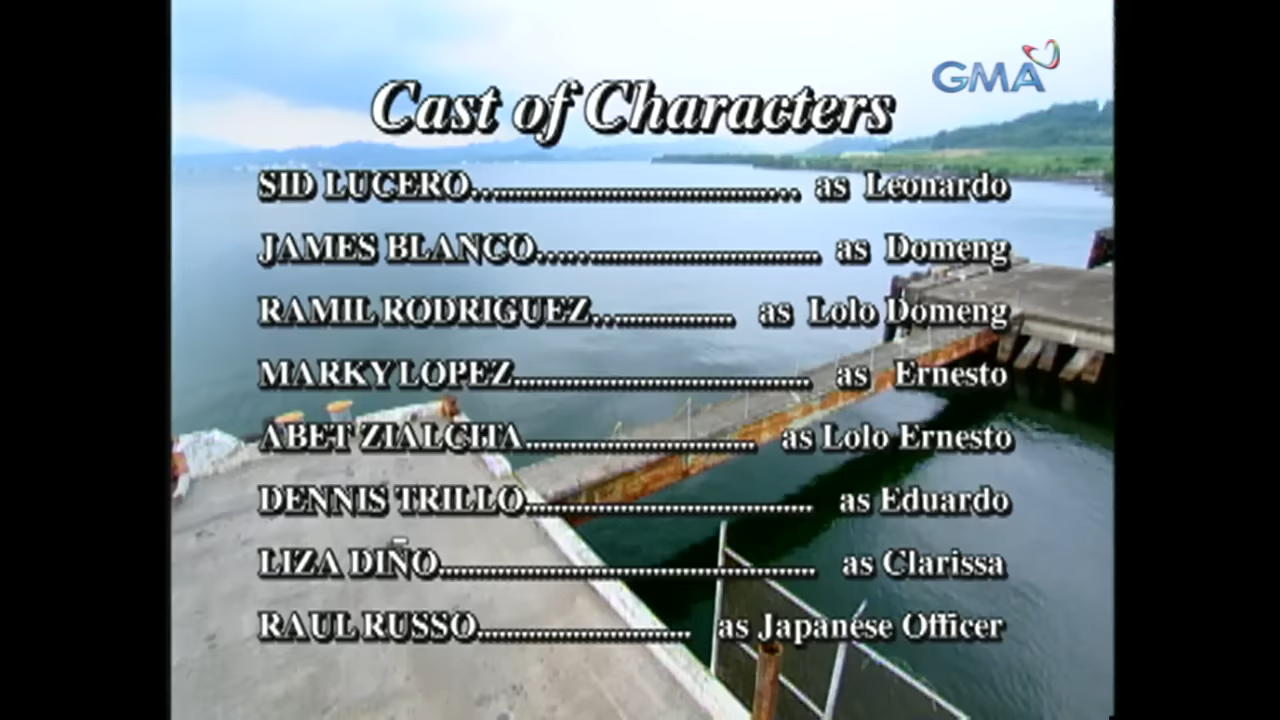 GMA
Cast of Characters
SID LUCERO................................................ as Leonardo
JAMES BLANCO........................................ as Domeng
RAMIL RODRIGUEZ.................... as Lolo Domeng
MARKY LOPEZ......................................... as Ernesto
ABET ZIALCITA................................ as Lolo Ernesto
DENNIS TRILLO........................................ as Eduardo
LIZA DIÑO.................................................... as Clarissa
RAUL RUSSO.............................. as Japanese Officer